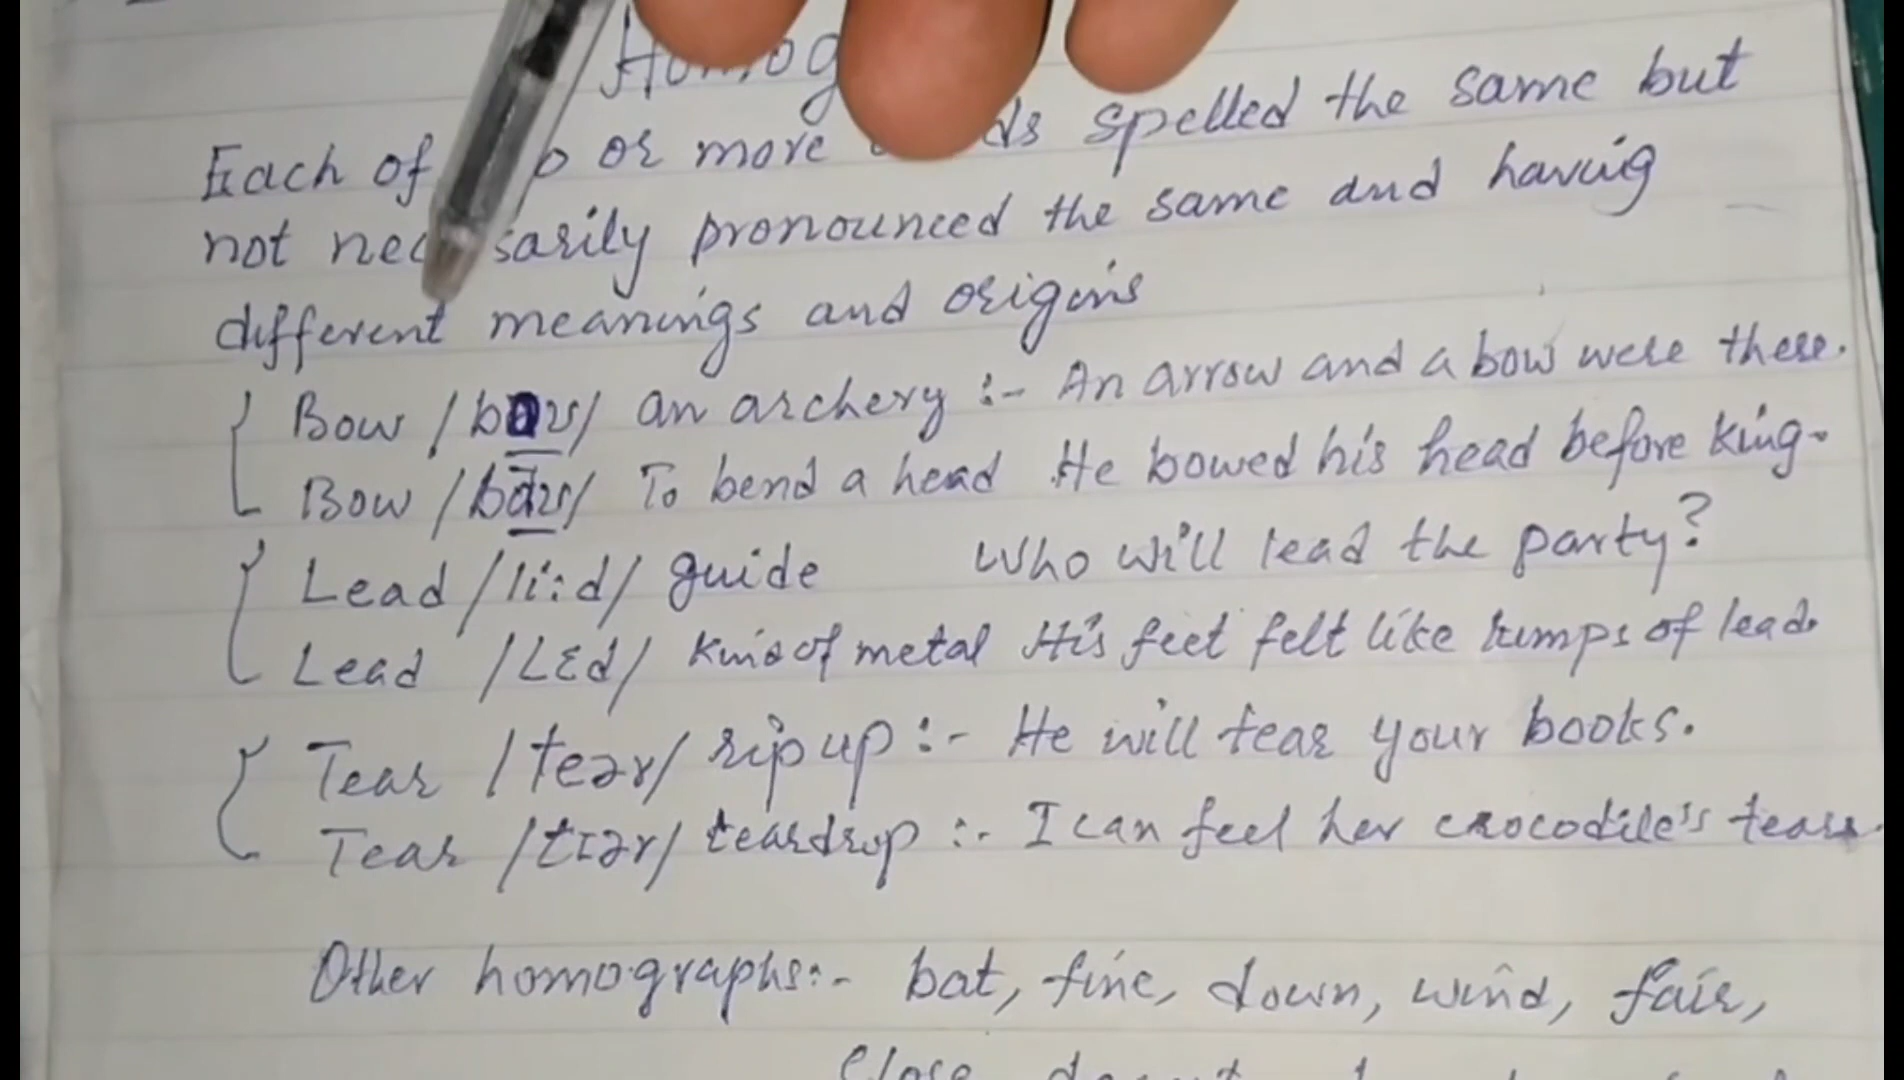 Each of or more spelled the same but
not necessarily pronounced the same and having
different meanings and origins
Bow /bəʊ/ an archery :- An arrow and a bow were there.
Bow /baʊ/ To bend a head He bowed his head before king.
Lead /li:d/ guide Who will lead the party?
Lead /Lɛd/ Kind of metal His feet felt like lumps of lead.
Tear /teər/ rip up :- He will tear your books.
Tear /tɪər/ teardrop :- I can feel her crocodile's tears.
Other homographs:- bat, fine, down, wind, fair,
Close